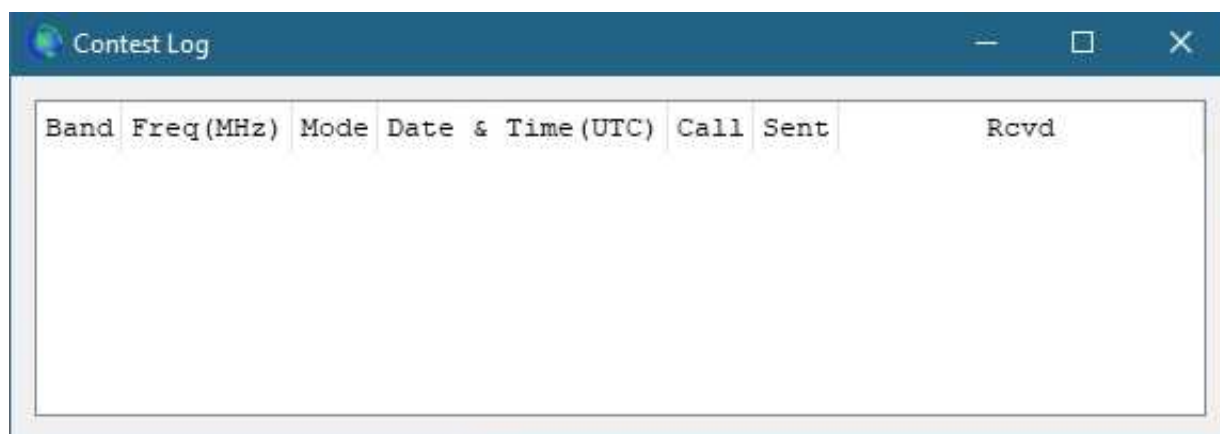 Contest Log
Band Freq(MHz) Mode Date & Time(UTC) Call Sent Rcvd